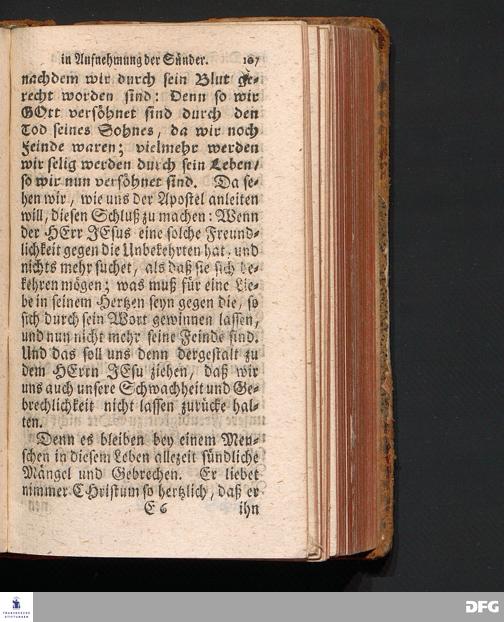 in Aufnehmung der Sünder. 107
nachdem wir durch sein Blut ge-
recht worden sind: Denn so wir
GOtt versöhnet sind durch den
Tod seines Sohnes, da wir noch
Feinde waren; vielmehr werden
wir selig werden durch sein Leben/
so wir nun versöhnet sind. Da se-
hen wir, wie uns der Apostel anleiten
will, diesen Schluß zu machen: Wenn
der HErr JEsus eine solche Freund-
lichkeit gegen die Unbekehrten hat, und
nichts mehr suchet, als daß sie sich be-
kehren mögen; was muß für eine Lie-
be in seinem Hertzen seyn gegen die, so
sich durch sein Wort gewinnen lassen,
und nun nicht mehr seine Feinde sind.
Und das soll uns denn dergestalt zu
dem HErrn JEsu ziehen, daß wir
uns auch unsere Schwachheit und Ge-
brechlichkeit nicht lassen zurücke hal-
ten.
Denn es bleiben bey einem Men-
schen in diesem Leben allezeit sündliche
Mängel und Gebrechen. Er liebet
nimmer CHristum so hertzlich, daß er
E 6 ihn
FRANCKESCHE
STIFTUNGEN
DFG